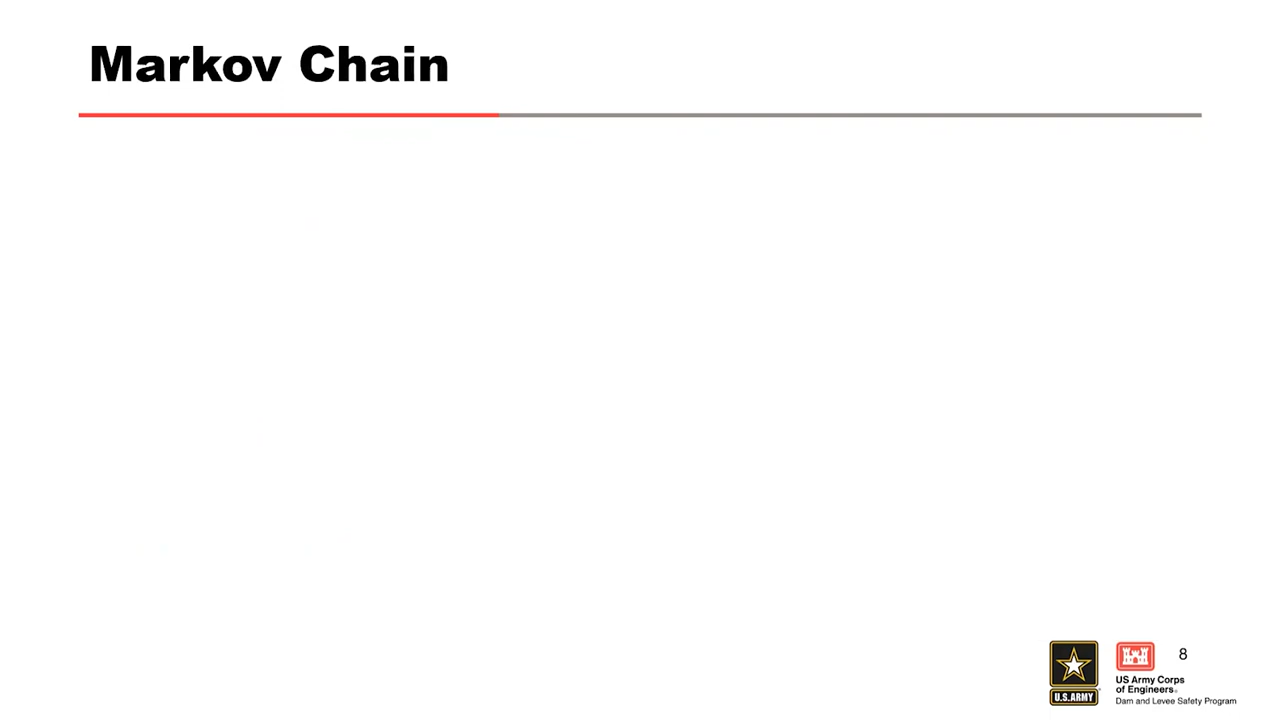 Markov Chain
8
U.S.ARMY
US Army Corps
of Engineers®
Dam and Levee Safety Program